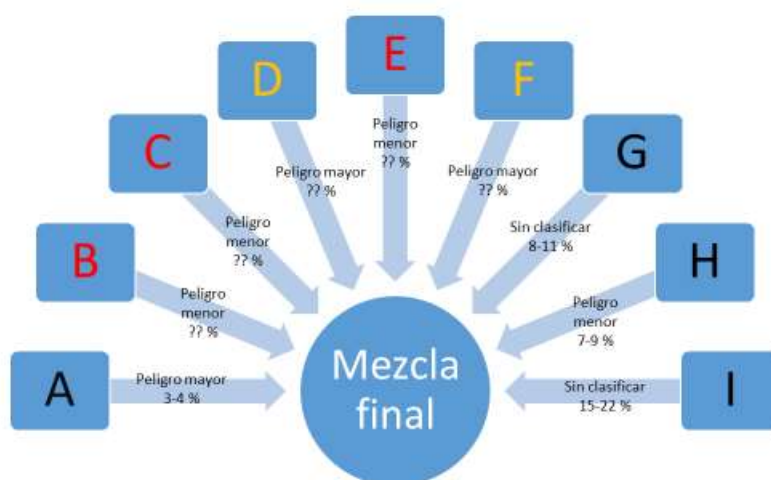 A
Peligro mayor
3-4 %
B
Peligro
menor
?? %
C
Peligro
menor
?? %
D
Peligro mayor
?? %
E
Peligro
menor
?? %
F
Peligro mayor
?? %
G
Sin clasificar
8-11 %
H
Peligro
menor
7-9 %
I
Sin clasificar
15-22 %
Mezcla
final